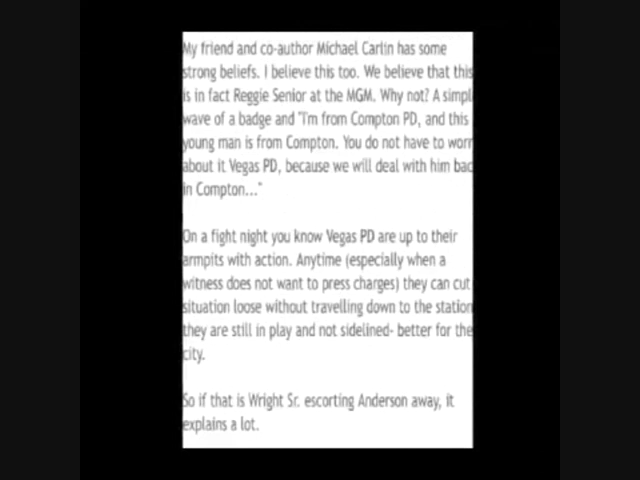 My friend and co-author Michael Carlin has some
strong beliefs. I believe this too. We believe that this
is in fact Reggie Senior at the MGM. Why not? A simpl
wave of a badge and "I'm from Compton PD, and this
young man is from Compton. You do not have to worr
about it Vegas PD, because we will deal with him bac
in Compton..."
On a fight night you know Vegas PD are up to their
armpits with action. Anytime (especially when a
witness does not want to press charges) they can cut
situation loose without travelling down to the station
they are still in play and not sidelined- better for the
city.
So if that is Wright Sr. escorting Anderson away, it
explains a lot.